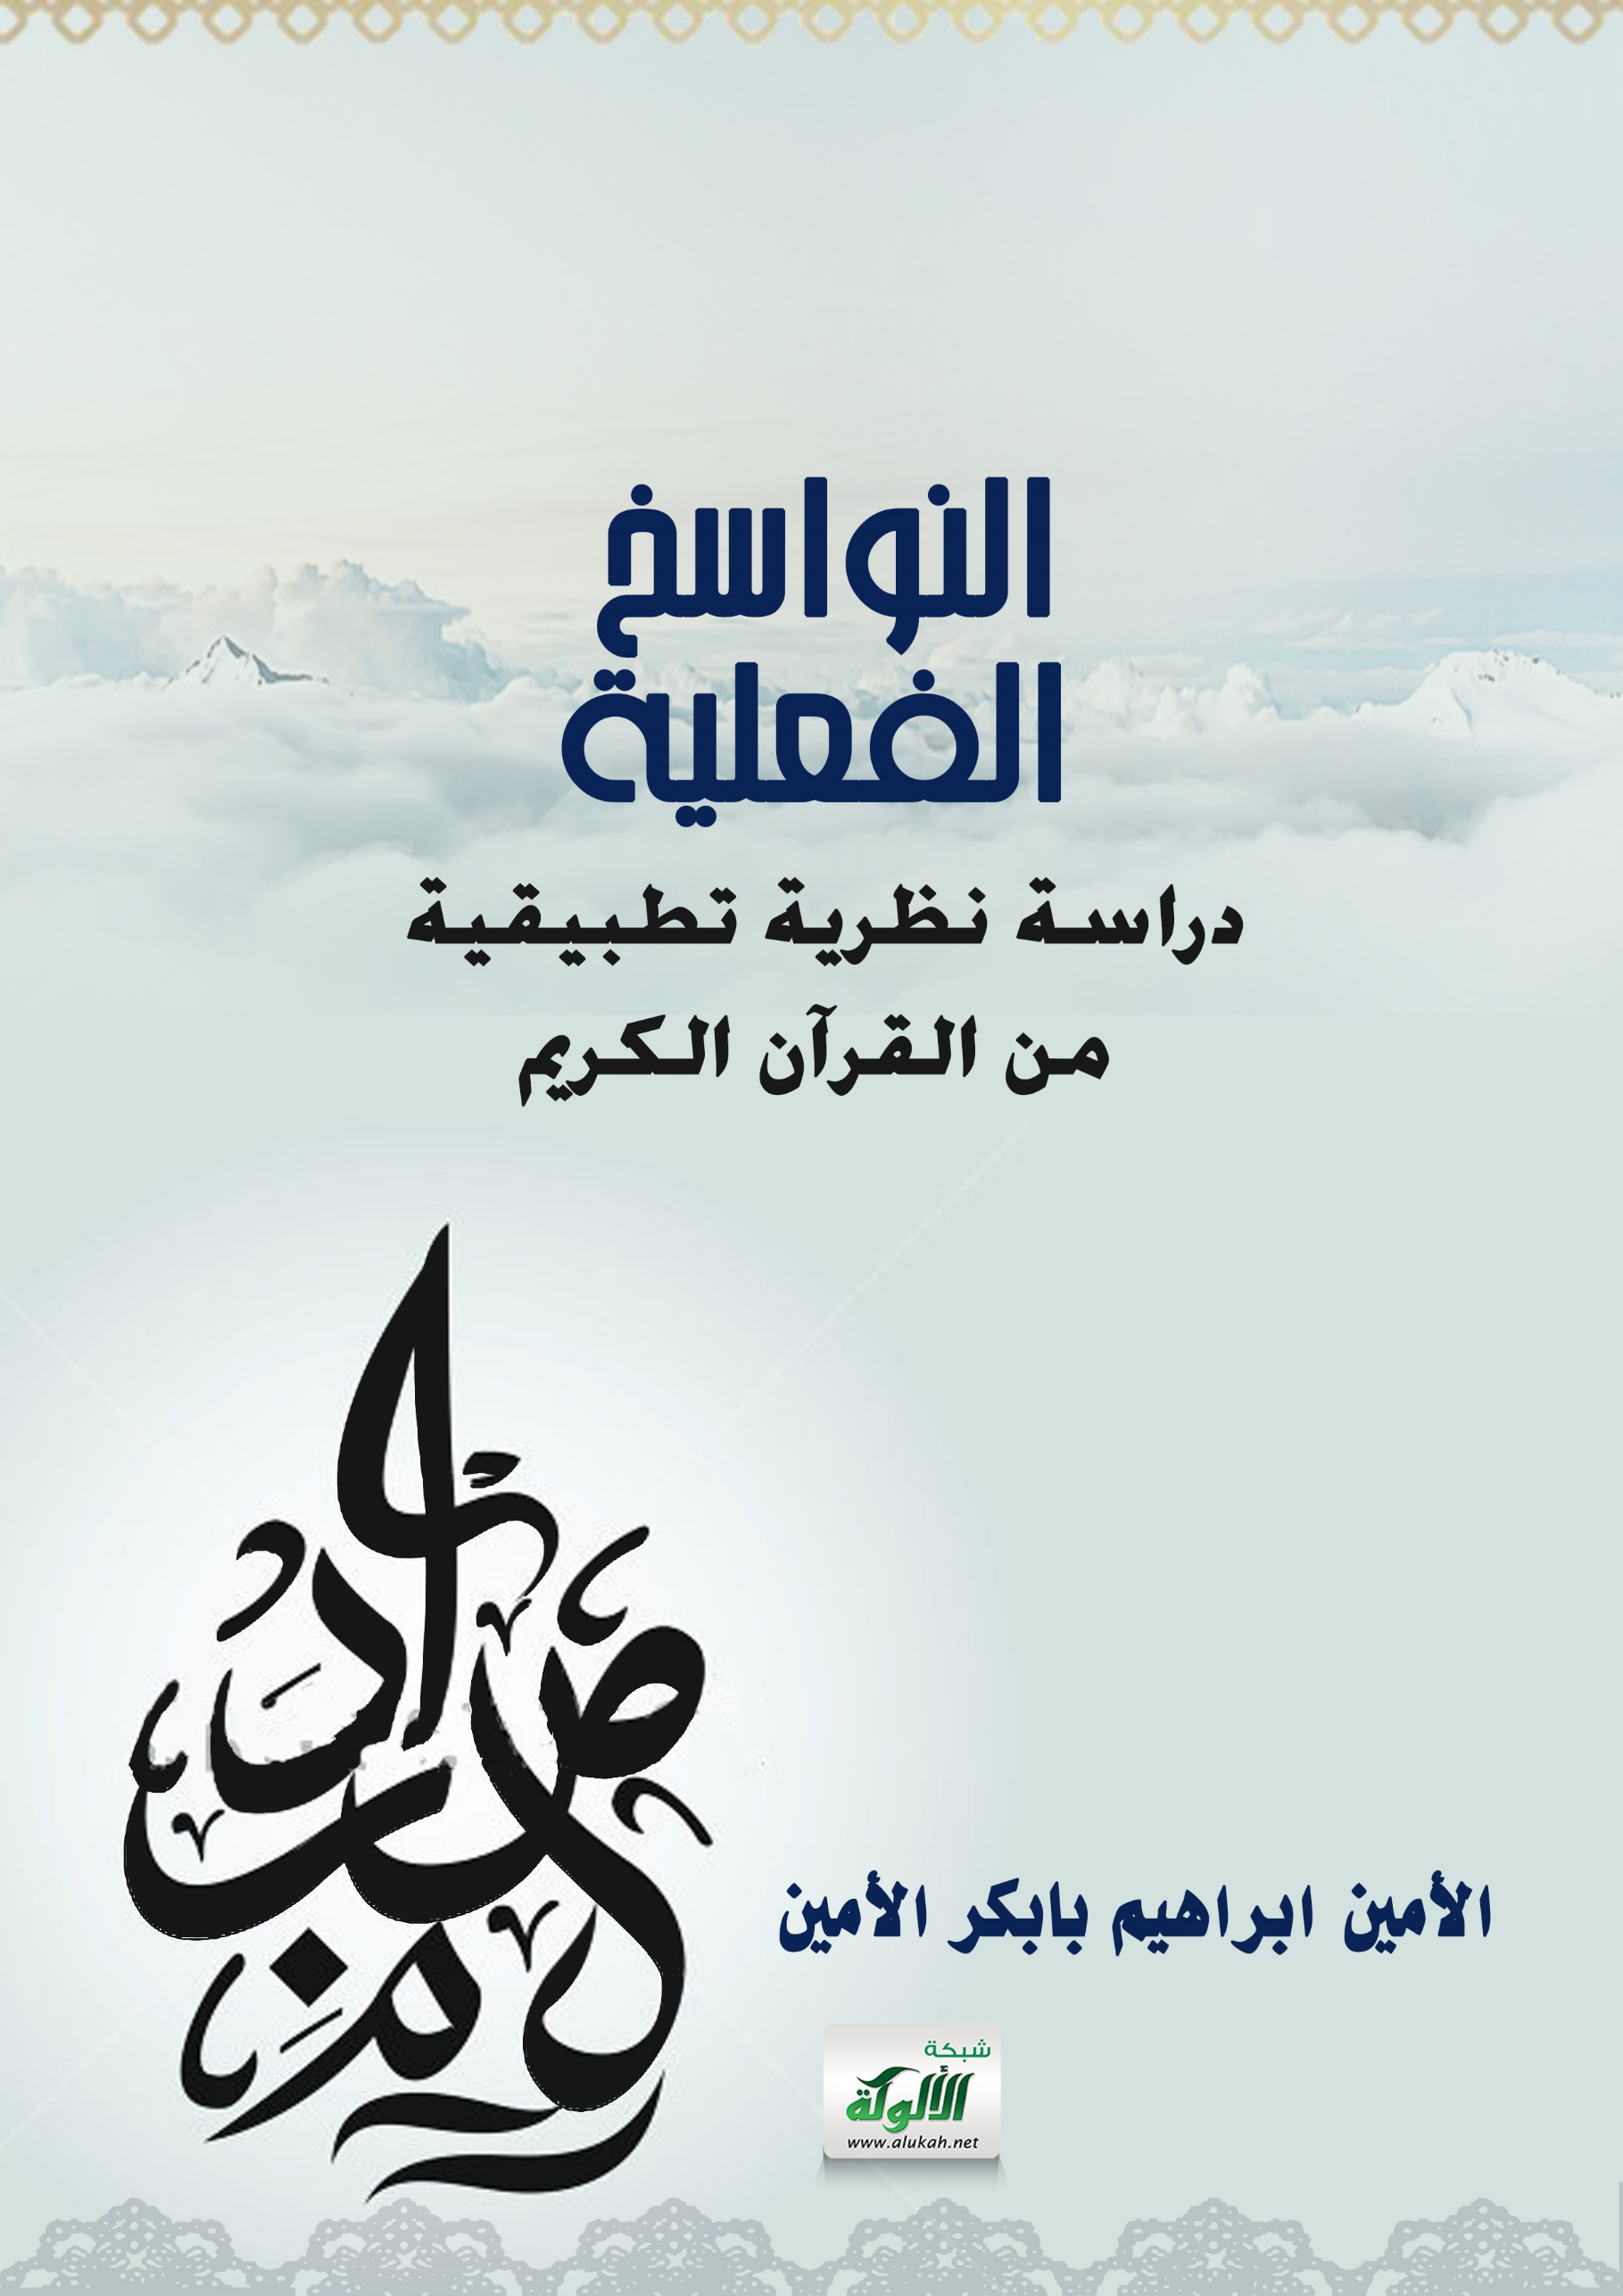 النواسخ
الفعلية
دراسة نظرية تطبيقية
من القرآن الكريم
الأمين ابراهيم بابكر الأمين
شبكة
الألوكة
www.alukah.net